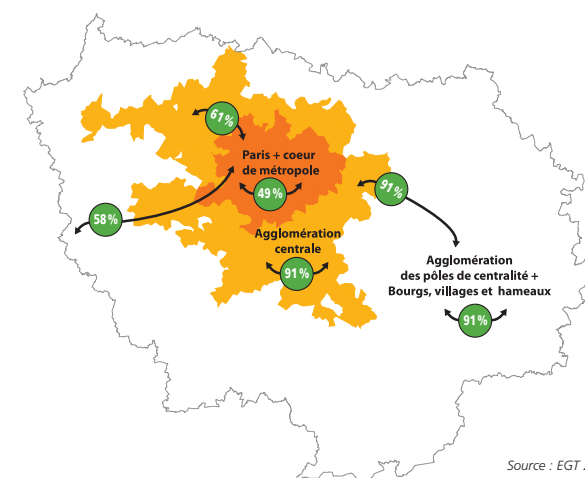 61%
Paris + coeur
de métropole
49%
91%
58%
Agglomération
centrale
91%
Agglomération
des pôles de centralité +
Bourgs, villages et hameaux
91%
Source : EGT